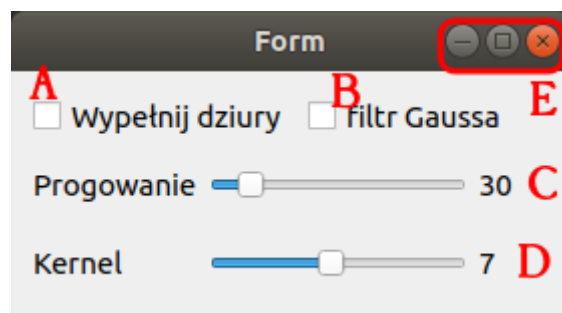 Form
A B E
Wypełnij dziury filtr Gaussa
Progowanie 30 C
Kernel 7 D